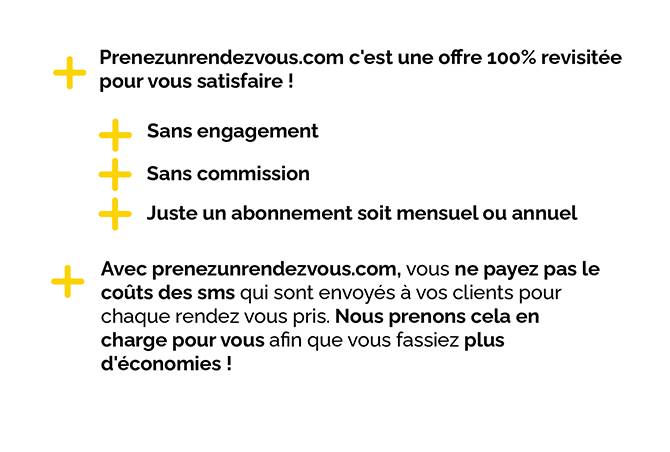 Prenezunrendezvous.com c'est une offre 100% revisitée
pour vous satisfaire !
Sans engagement
Sans commission
Juste un abonnement soit mensuel ou annuel
Avec prenezunrendezvous.com, vous ne payez pas le
coûts des sms qui sont envoyés à vos clients pour
chaque rendez vous pris. Nous prenons cela en
charge pour vous afin que vous fassiez plus
d'économies !